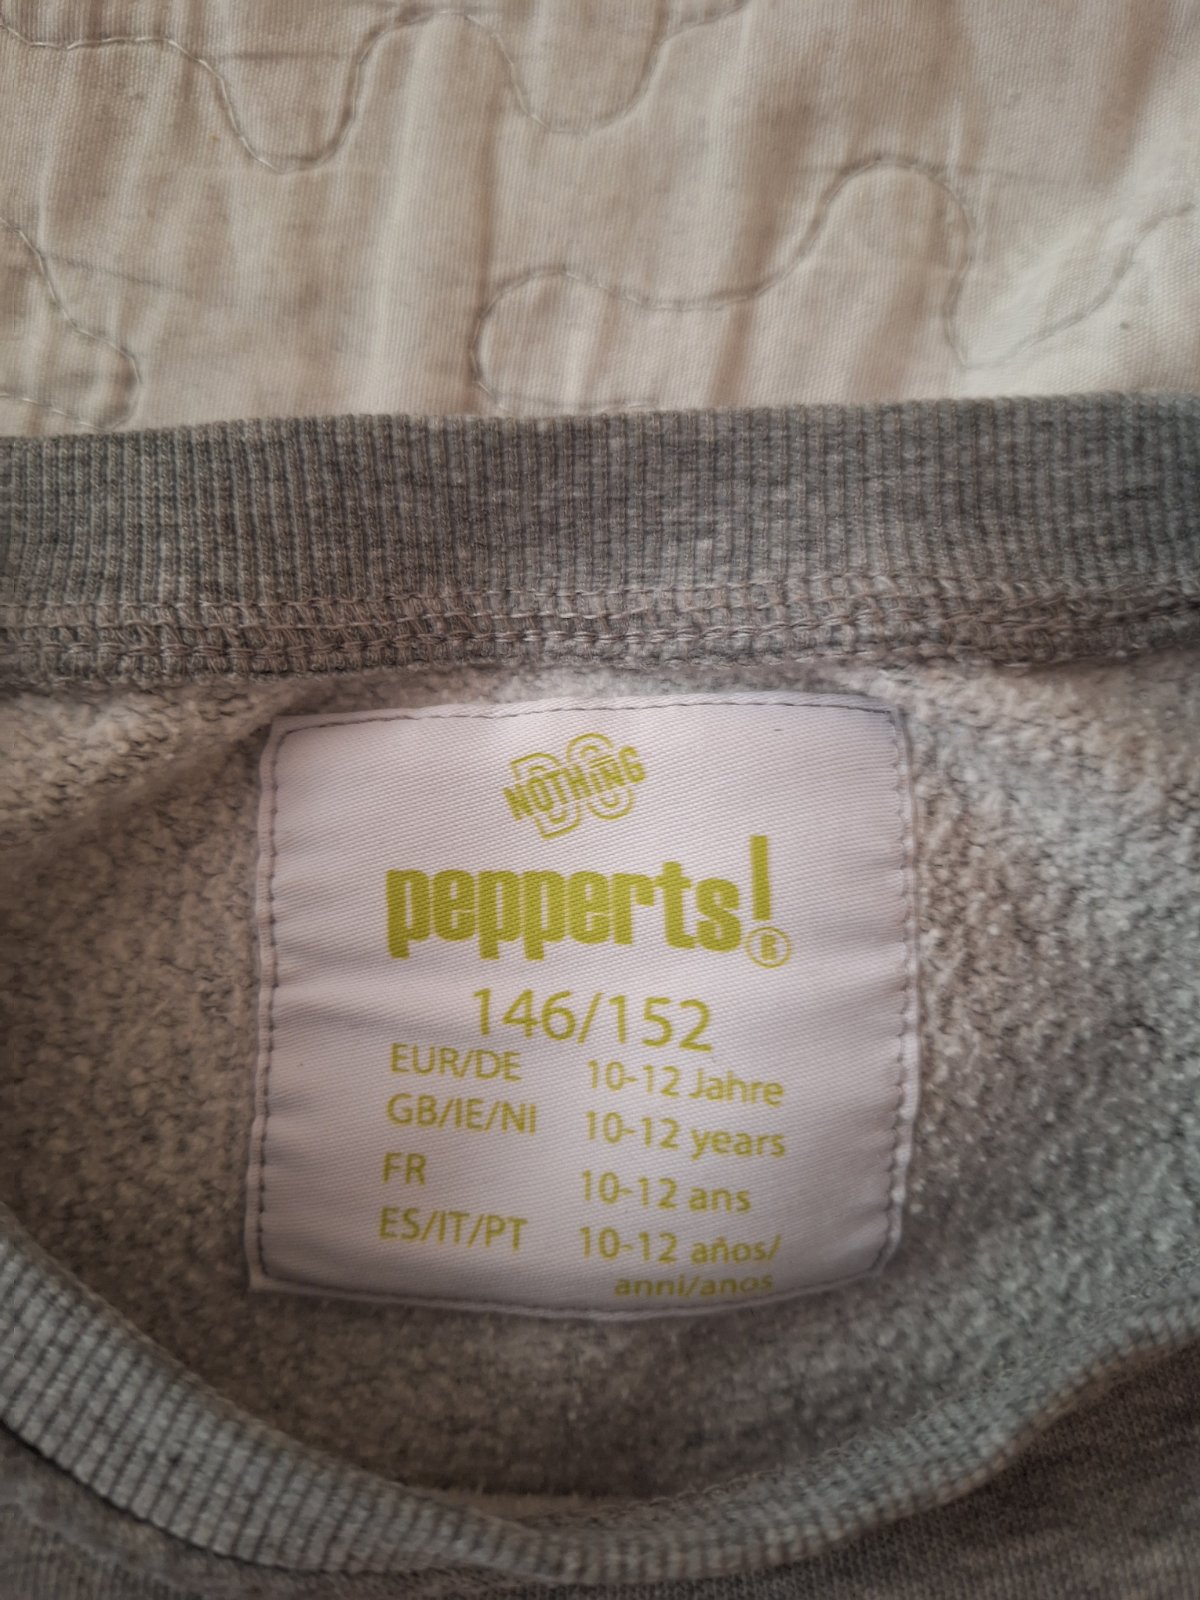 DO
NOTHING
pepperts!®
146/152
EUR/DE 10-12 Jahre
GB/IE/NI 10-12 years
FR 10-12 ans
ES/IT/PT 10-12 años/
anni/anos